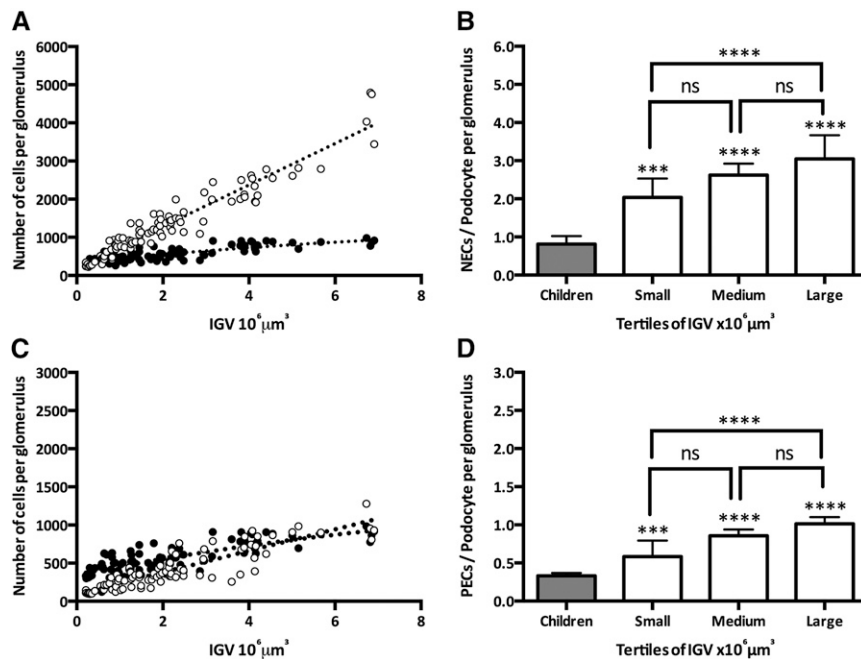 A
Number of cells per glomerulus
6000
5000
4000
3000
2000
1000
0
0 2 4 6 8
IGV 10⁶μm³
B
NECs / Podocyte per glomerulus
6.0
5.0
4.0
3.0
2.0
1.0
0.0
****
ns ns
*** **** ****
Children Small Medium Large
Tertiles of IGV x10⁶μm³
C
Number of cells per glomerulus
3000
2500
2000
1500
1000
500
0
0 2 4 6 8
IGV 10⁶μm³
D
PECs / Podocyte per glomerulus
3.0
2.5
2.0
1.5
1.0
0.5
0.0
****
ns ns
*** **** ****
Children Small Medium Large
Tertiles of IGV x10⁶μm³